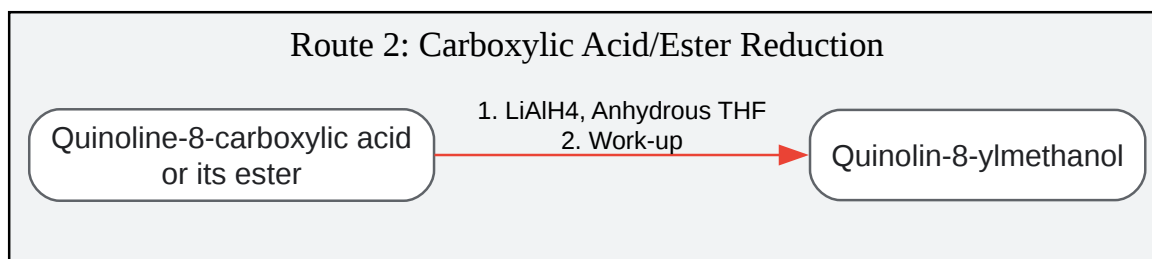 Route 2: Carboxylic Acid/Ester Reduction
1. LiAlH4, Anhydrous THF
2. Work-up
Quinoline-8-carboxylic acid
or its ester
Quinolin-8-ylmethanol